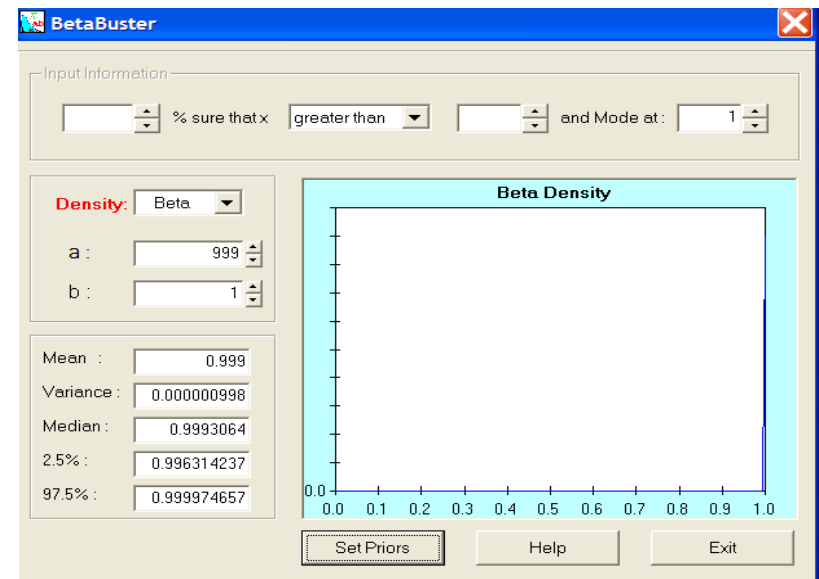 BetaBuster
Input Information
% sure that x greater than and Mode at: 1
Density: Beta
a: 999
b: 1
Mean : 0.999
Variance : 0.000000998
Median : 0.9993064
2.5% : 0.996314237
97.5% : 0.999974657
Beta Density
0.0
0.0 0.1 0.2 0.3 0.4 0.5 0.6 0.7 0.8 0.9 1.0
Set Priors Help Exit